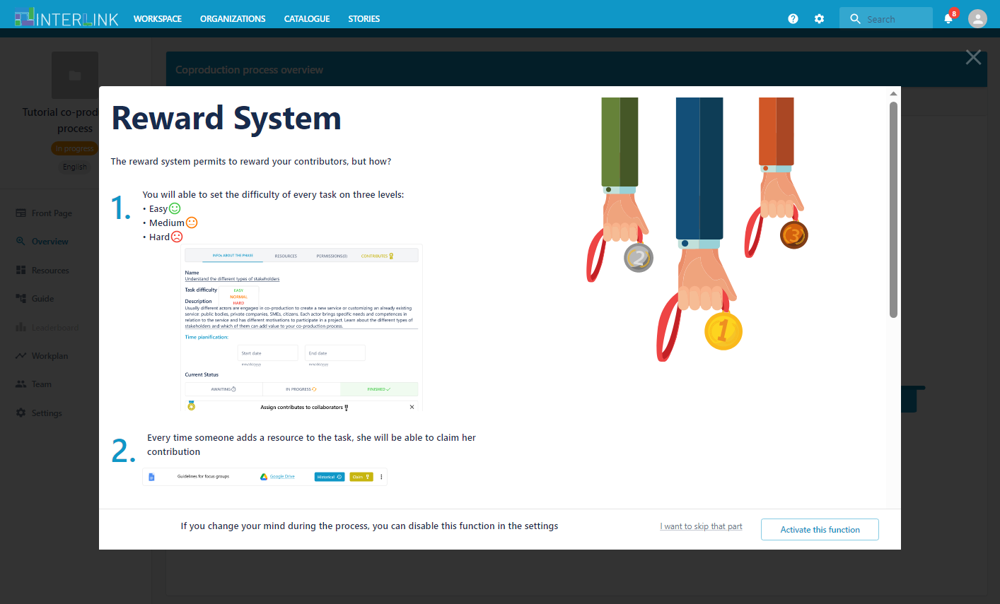 INTERLINK
WORKSPACE
ORGANIZATIONS
CATALOGUE
STORIES
Search
8
Coproduction process overview
Tutorial co-prod
process
In progress
English
Front Page
Overview
Resources
Guide
Leaderboard
Workplan
Team
Settings
Reward System
The reward system permits to reward your contributors, but how?
1.
You will able to set the difficulty of every task on three levels:
• Easy
• Medium
• Hard
INFOs ABOUT THE PHASE
RESOURCES
PERMISSIONS(0)
CONTRIBUTES
Name
Understand the different types of stakeholders
Task difficulty
EASY
NORMAL
HARD
Description
Usually different actors are engaged in co-production to create a new service or customizing an already existing
service: public bodies, private companies, SMEs, citizens. Each actor brings specific needs and competences in
relation to the service and has different motivations to participate in a project. Learn about the different types of
stakeholders and which of them can add value to your co-production process.
Time pianification:
Start date
End date
mm/dd/yyyy
mm/dd/yyyy
Current Status
AWAITING
IN PROGRESS
FINISHED
Assign contributes to collaborators
2
1
3
2.
Every time someone adds a resource to the task, she will be able to claim her
contribution
Guidelines for focus groups
Google Drive
Historical
Claim
If you change your mind during the process, you can disable this function in the settings
I want to skip that part
Activate this function